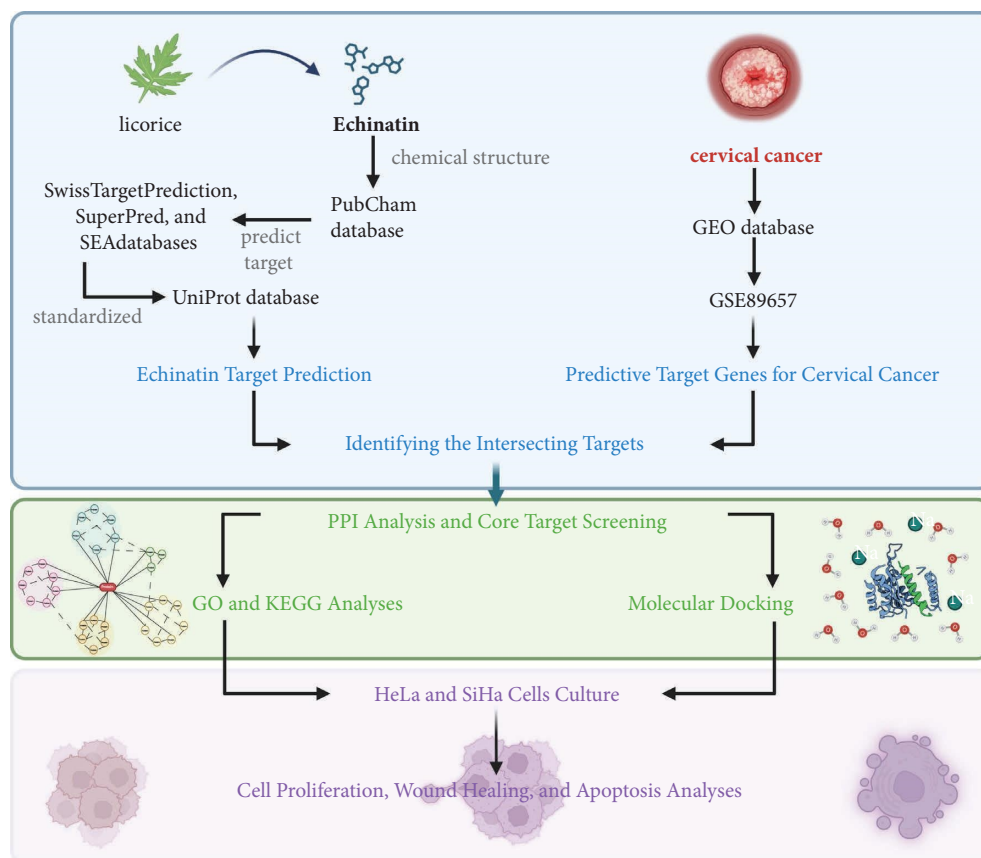 licorice
Echinatin
cervical cancer
chemical structure
SwissTargetPrediction,
SuperPred, and
SEAdatabases
PubCham
database
predict
target
GEO database
standardized
UniProt database
GSE89657
Echinatin Target Prediction
Predictive Target Genes for Cervical Cancer
Identifying the Intersecting Targets
PPI Analysis and Core Target Screening
Na
Na
Na
GO and KEGG Analyses
Molecular Docking
HeLa and SiHa Cells Culture
Cell Proliferation, Wound Healing, and Apoptosis Analyses